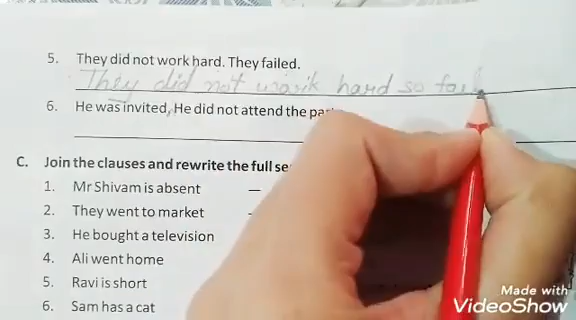 5. They did not work hard. They failed.
They did not work hard so fail
6. He was invited, He did not attend the
C. Join the clauses and rewrite the full
1. Mr Shivam is absent —
2. They went to market
3. He bought a television
4. Ali went home
5. Ravi is short
6. Sam has a cat
Made with
VideoShow